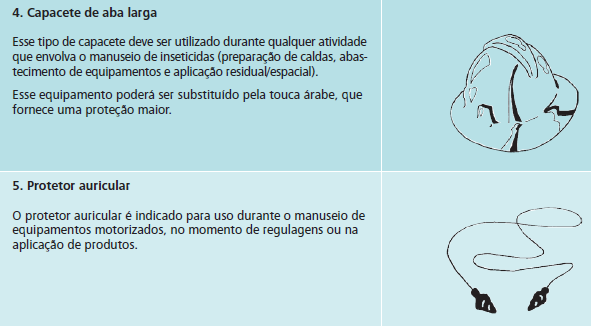 4. Capacete de aba larga
Esse tipo de capacete deve ser utilizado durante qualquer atividade
que envolva o manuseio de inseticidas (preparação de caldas, abas-
tecimento de equipamentos e aplicação residual/espacial).
Esse equipamento poderá ser substituído pela touca árabe, que
fornece uma proteção maior.
5. Protetor auricular
O protetor auricular é indicado para uso durante o manuseio de
equipamentos motorizados, no momento de regulagens ou na
aplicação de produtos.